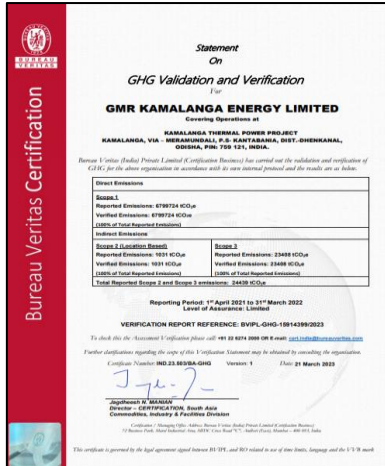 BUREAU
VERITAS
Bureau Veritas Certification
Statement
On
GHG Validation and Verification
For
GMR KAMALANGA ENERGY LIMITED
Covering Operations at
KAMALANGA THERMAL POWER PROJECT
KAMALANGA, VIA – MERAMUNDALI, P.S- KANTABANIA, DIST.-DHENKANAL,
ODISHA, PIN: 759 121, INDIA.
Bureau Veritas (India) Private Limited (Certification Business) has carried out the validation and verification of
GHG for the above organisation in accordance with its own internal protocol and the results are as below.
Direct Emissions
Scope 1
Reported Emissions: 6799724 tCO₂e
Verified Emissions: 6799724 tCO₂e
(100% of Total Reported Emissions)
Indirect Emissions
Scope 2 (Location Based)
Reported Emissions: 1031 tCO₂e
Verified Emissions: 1031 tCO₂e
(100% of Total Reported Emissions)
Scope 3
Reported Emissions: 23408 tCO₂e
Verified Emissions: 23408 tCO₂e
(100% of Total Reported Emissions)
Total Reported Scope 2 and Scope 3 emissions: 24439 tCO₂e
Reporting Period: 1ˢᵗ April 2021 to 31ˢᵗ March 2022
Level of Assurance: Limited
VERIFICATION REPORT REFERENCE: BVIPL-GHG-15914399/2023
To check this the Assessment Verification please call: +91 22 6274 2000 OR E mail: cert.india@bureauveritas.com
Further clarifications regarding the scope of this Verification Statement may be obtained by consulting the organisation.
Certificate Number IND.23.503/BA-GHG Version: 1 Date: 21 March 2023
Jagdheesh N. MANIAN
Director – CERTIFICATION, South Asia
Commodities, Industry & Facilities Division
This certificate is governed by the legal agreement signed between BVIPL and RO related to use of time limits, language and the VVB mark